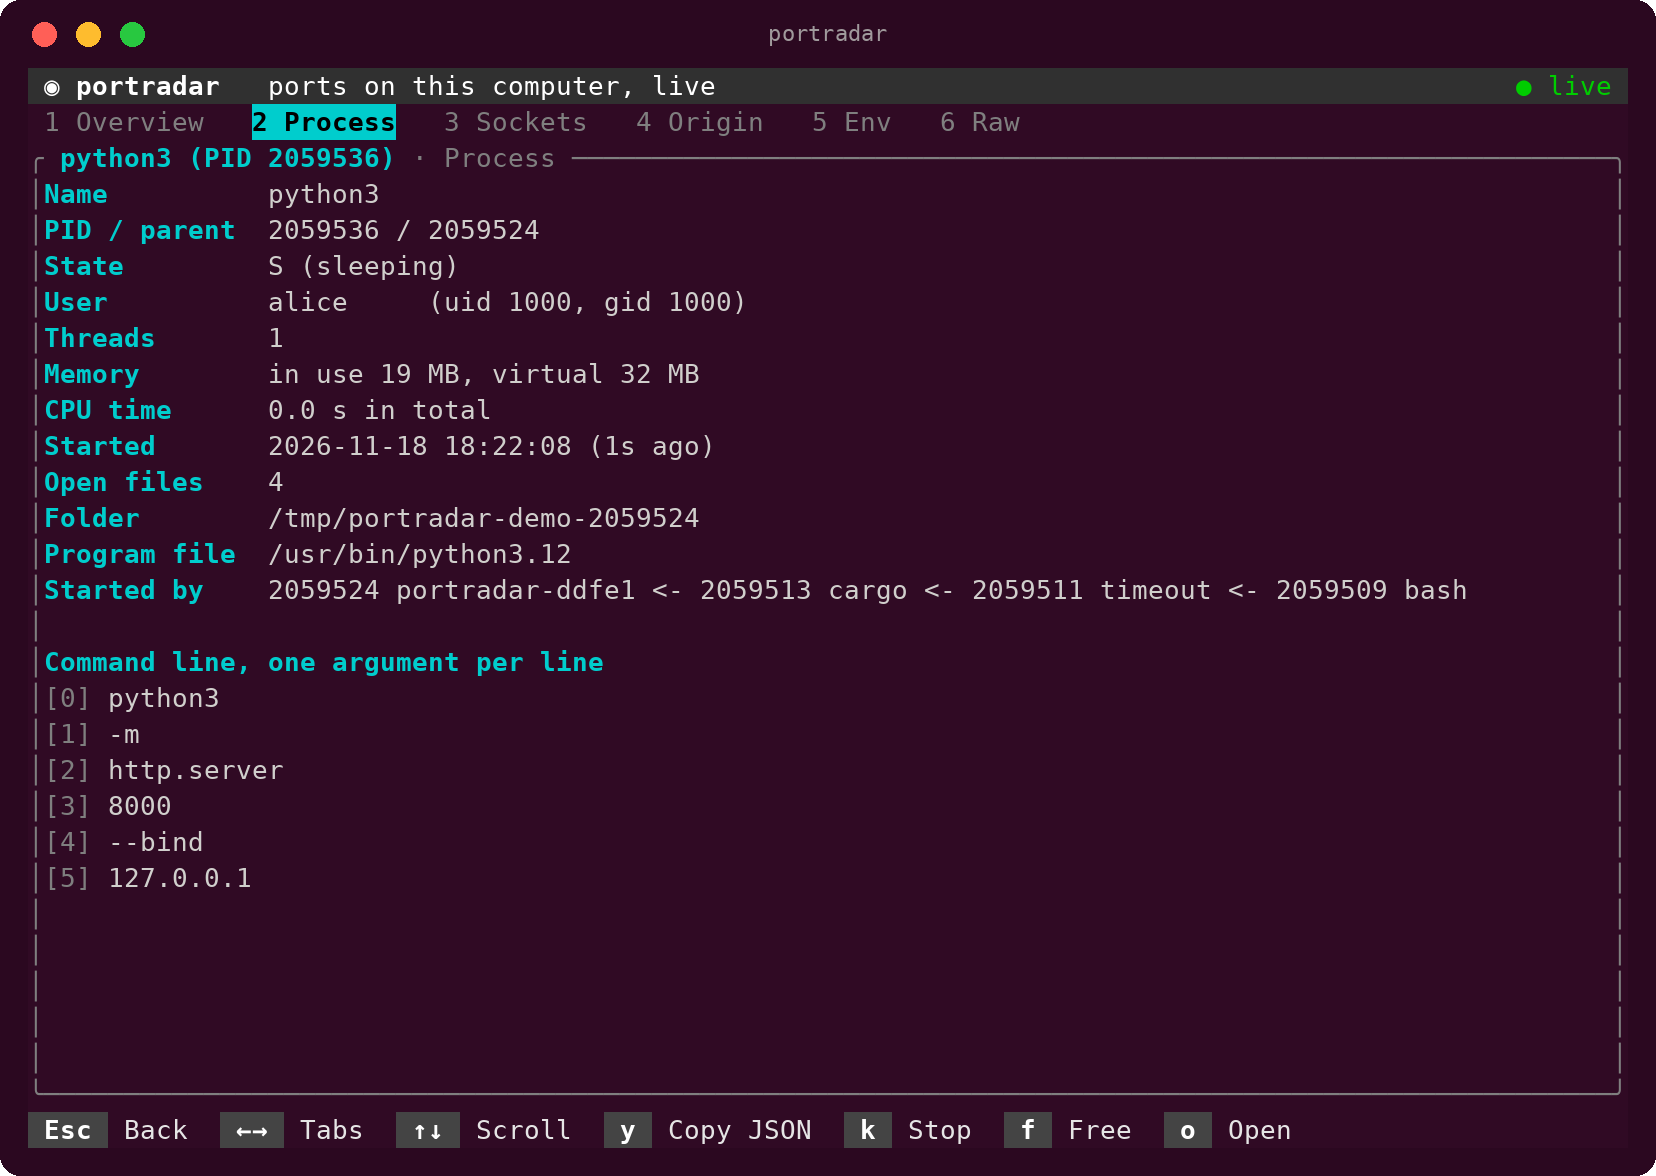 portradar
◉ portradar   ports on this computer, live   ● live
1 Overview   2 Process   3 Sockets   4 Origin   5 Env   6 Raw
python3 (PID 2059536) · Process
Name          python3
PID / parent  2059536 / 2059524
State         S (sleeping)
User          alice     (uid 1000, gid 1000)
Threads       1
Memory        in use 19 MB, virtual 32 MB
CPU time      0.0 s in total
Started       2026-11-18 18:22:08 (1s ago)
Open files    4
Folder        /tmp/portradar-demo-2059524
Program file  /usr/bin/python3.12
Started by    2059524 portradar-ddfe1 <- 2059513 cargo <- 2059511 timeout <- 2059509 bash
Command line, one argument per line
[0] python3
[1] -m
[2] http.server
[3] 8000
[4] --bind
[5] 127.0.0.1
Esc Back   ←→ Tabs   ↑↓ Scroll   y Copy JSON   k Stop   f Free   o Open